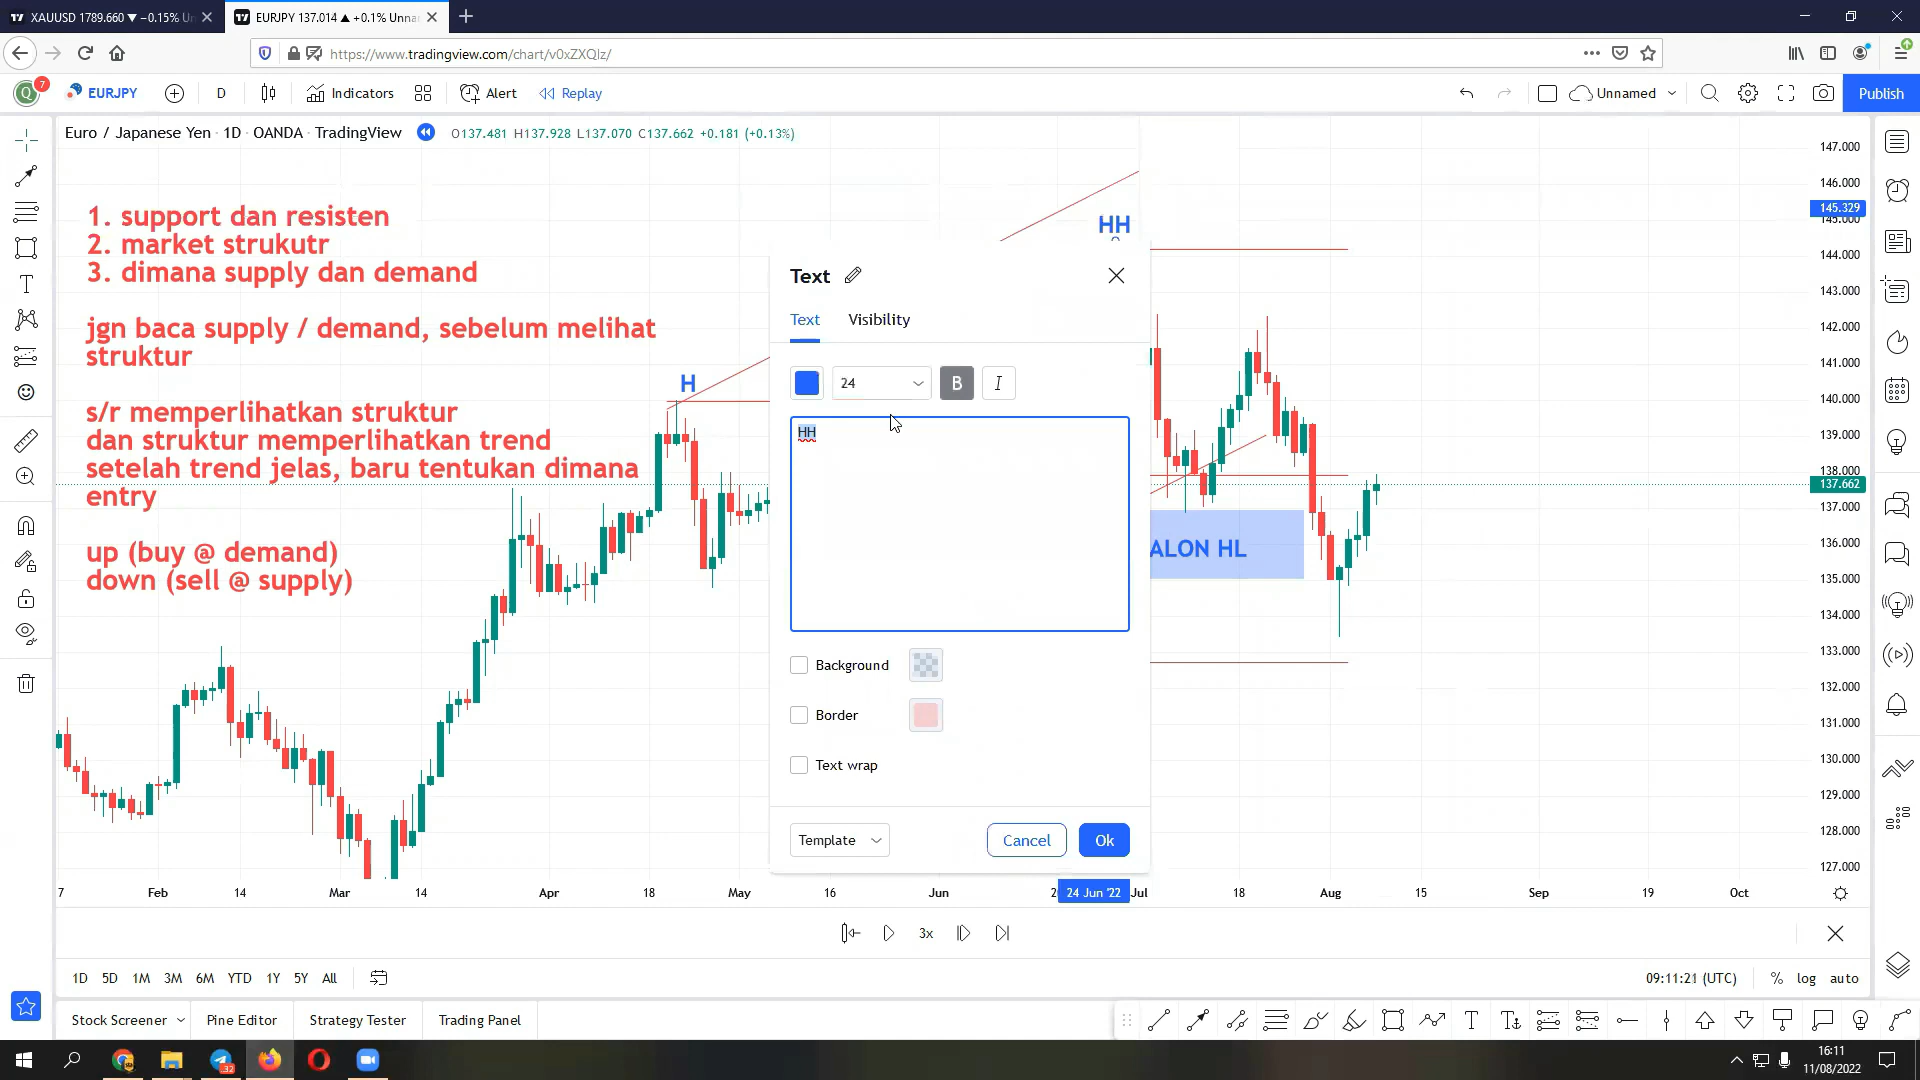 XAUUSD 1789.660 ▼ −0.15% Un
EURJPY 137.014 ▲ +0.1% Unna
https://www.tradingview.com/chart/v0xZXQlz/
Q 7 EURJPY D Indicators Alert Replay Unnamed Publish
Euro / Japanese Yen · 1D · OANDA · TradingView O137.481 H137.928 L137.070 C137.662 +0.181 (+0.13%)
1. support dan resisten
2. market strukutr
3. dimana supply dan demand
jgn baca supply / demand, sebelum melihat
struktur
s/r memperlihatkan struktur
dan struktur memperlihatkan trend
setelah trend jelas, baru tentukan dimana
entry
up (buy @ demand)
down (sell @ supply)
H
HH
ALON HL
Text
Text Visibility
24 B I
HH
Background
Border
Text wrap
Template Cancel Ok
147.000
146.000
145.329
145.000
144.000
143.000
142.000
141.000
140.000
139.000
138.000
137.662
137.000
136.000
135.000
134.000
133.000
132.000
131.000
130.000
129.000
128.000
127.000
7 Feb 14 Mar 14 Apr 18 May 16 Jun 24 Jun '22 Jul 18 Aug 15 Sep 19 Oct
3x
1D 5D 1M 3M 6M YTD 1Y 5Y All 09:11:21 (UTC) % log auto
Stock Screener Pine Editor Strategy Tester Trading Panel
32
16:11
11/08/2022